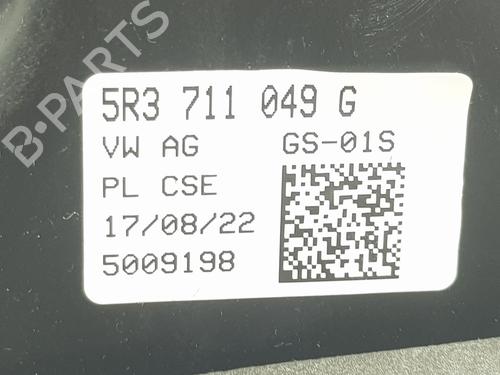 B-PARTS
5R3 711 049 G
VW AG GS-01S
PL CSE
17/08/22
5009198